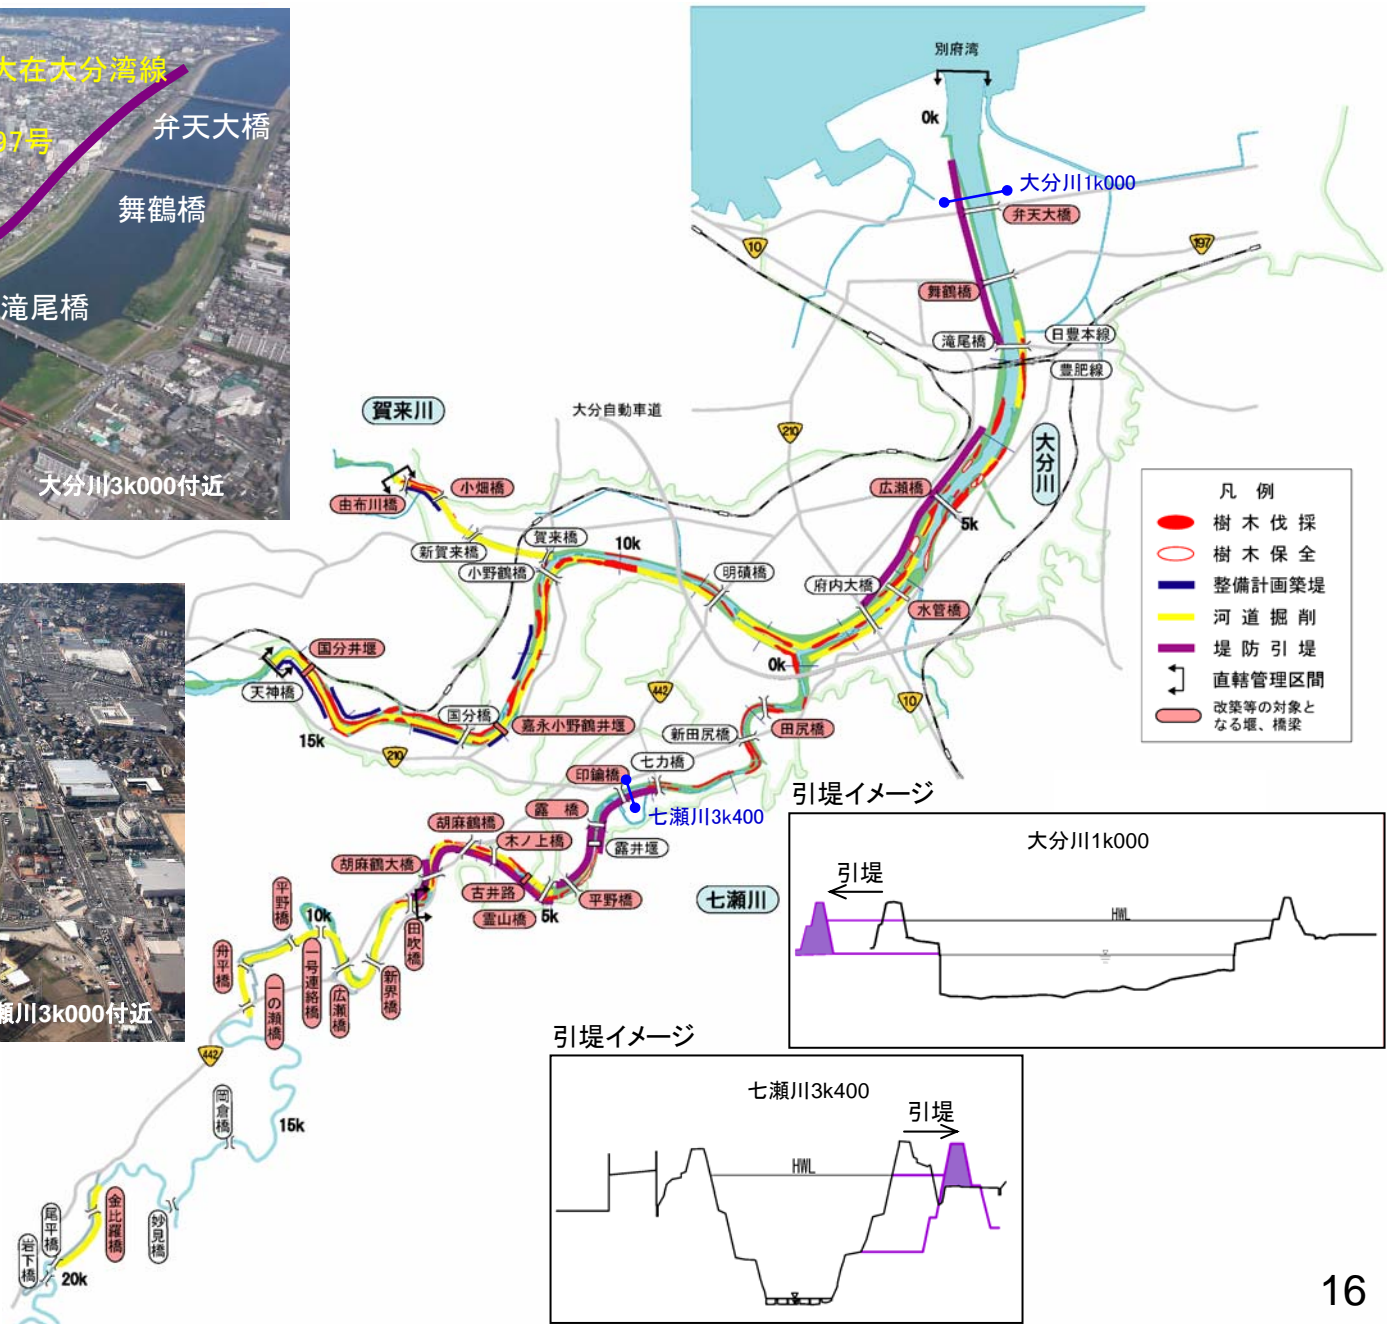 大在大分湾線
97号
弁天大橋
舞鶴橋
滝尾橋
大分川3k000付近
瀬川3k000付近
別府湾
0k
大分川1k000
弁天大橋
10
197
舞鶴橋
滝尾橋
日豊本線
豊肥線
賀来川
大分自動車道
210
大分川
広瀬橋
5k
小畑橋
由布川橋
新賀来橋
賀来橋
小野鶴橋
10k
明磧橋
府内大橋
水管橋
国分井堰
天神橋
15k
国分橋
嘉永小野鶴井堰
210
0k
442
10
新田尻橋
田尻橋
七力橋
印鑰橋
七瀬川3k400
露橋
露井堰
胡麻鶴橋
木ノ上橋
胡麻鶴大橋
古井路
霊山橋
5k
平野橋
七瀬川
田吹橋
平野橋
10k
舟平橋
一の瀬橋
一号連絡橋
広瀬橋
新界橋
442
岡倉橋
15k
金比羅橋
妙見橋
尾平橋
岩下橋
20k
凡例
樹木伐採
樹木保全
整備計画築堤
河道掘削
堤防引堤
直轄管理区間
改築等の対象と
なる堰、橋梁
引堤イメージ
大分川1k000
引堤
HWL
引堤イメージ
七瀬川3k400
引堤
HWL
16